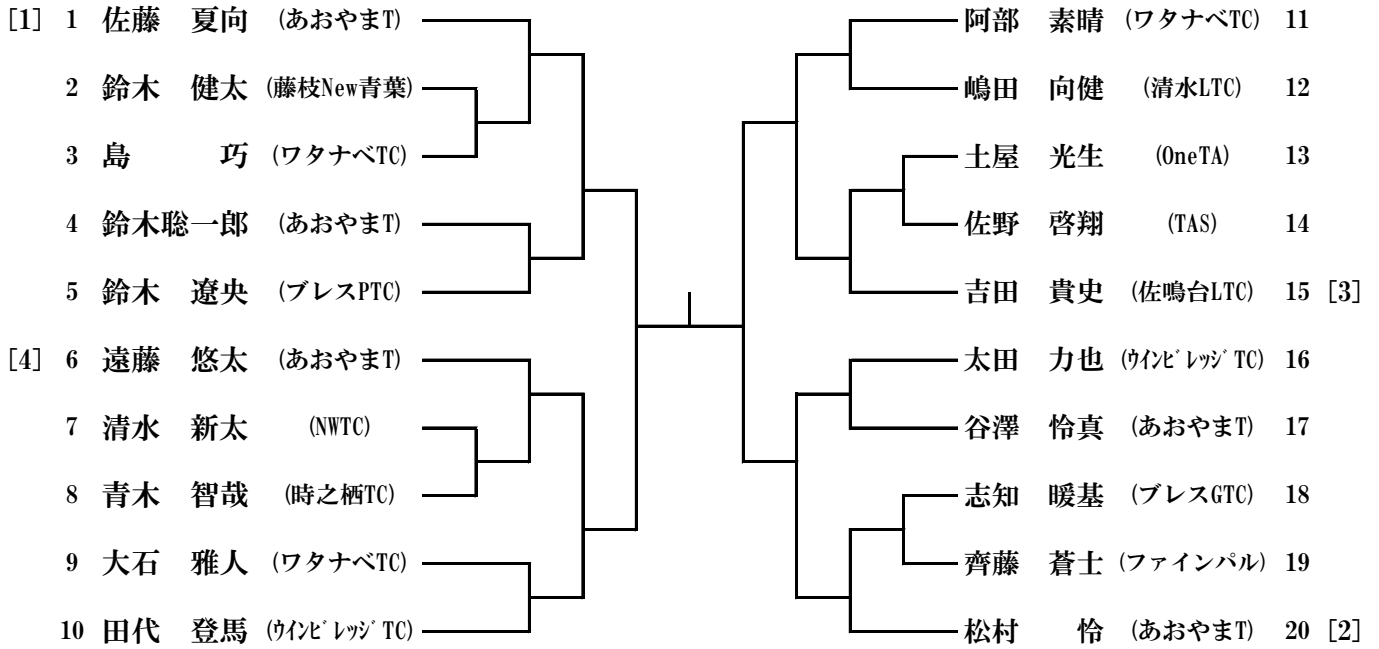 [1] 1 佐藤 夏向 (あおやまT)
2 鈴木 健太 (藤枝New青葉)
3 島 巧 (ワタナベTC)
4 鈴木聡一郎 (あおやまT)
5 鈴木 遼央 (ブレスPTC)
[4] 6 遠藤 悠太 (あおやまT)
7 清水 新太 (NWTC)
8 青木 智哉 (時之栖TC)
9 大石 雅人 (ワタナベTC)
10 田代 登馬 (ウインビレッジTC)
阿部 素晴 (ワタナベTC) 11
嶋田 向健 (清水LTC) 12
土屋 光生 (OneTA) 13
佐野 啓翔 (TAS) 14
吉田 貴史 (佐鳴台LTC) 15 [3]
太田 力也 (ウインビレッジTC) 16
谷澤 怜真 (あおやまT) 17
志知 暖基 (ブレスGTC) 18
齊藤 蒼士 (ファインパル) 19
松村 怜 (あおやまT) 20 [2]